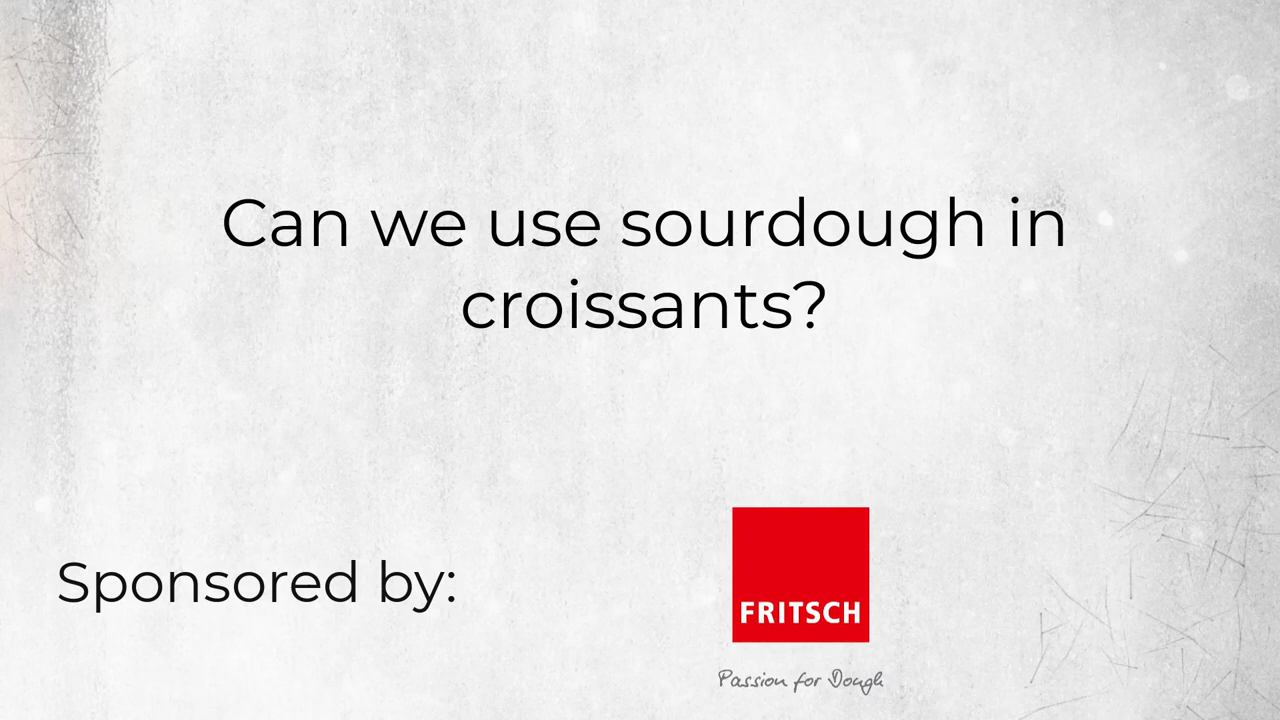 Can we use sourdough in
croissants?
Sponsored by:
FRITSCH
Passion for Dough